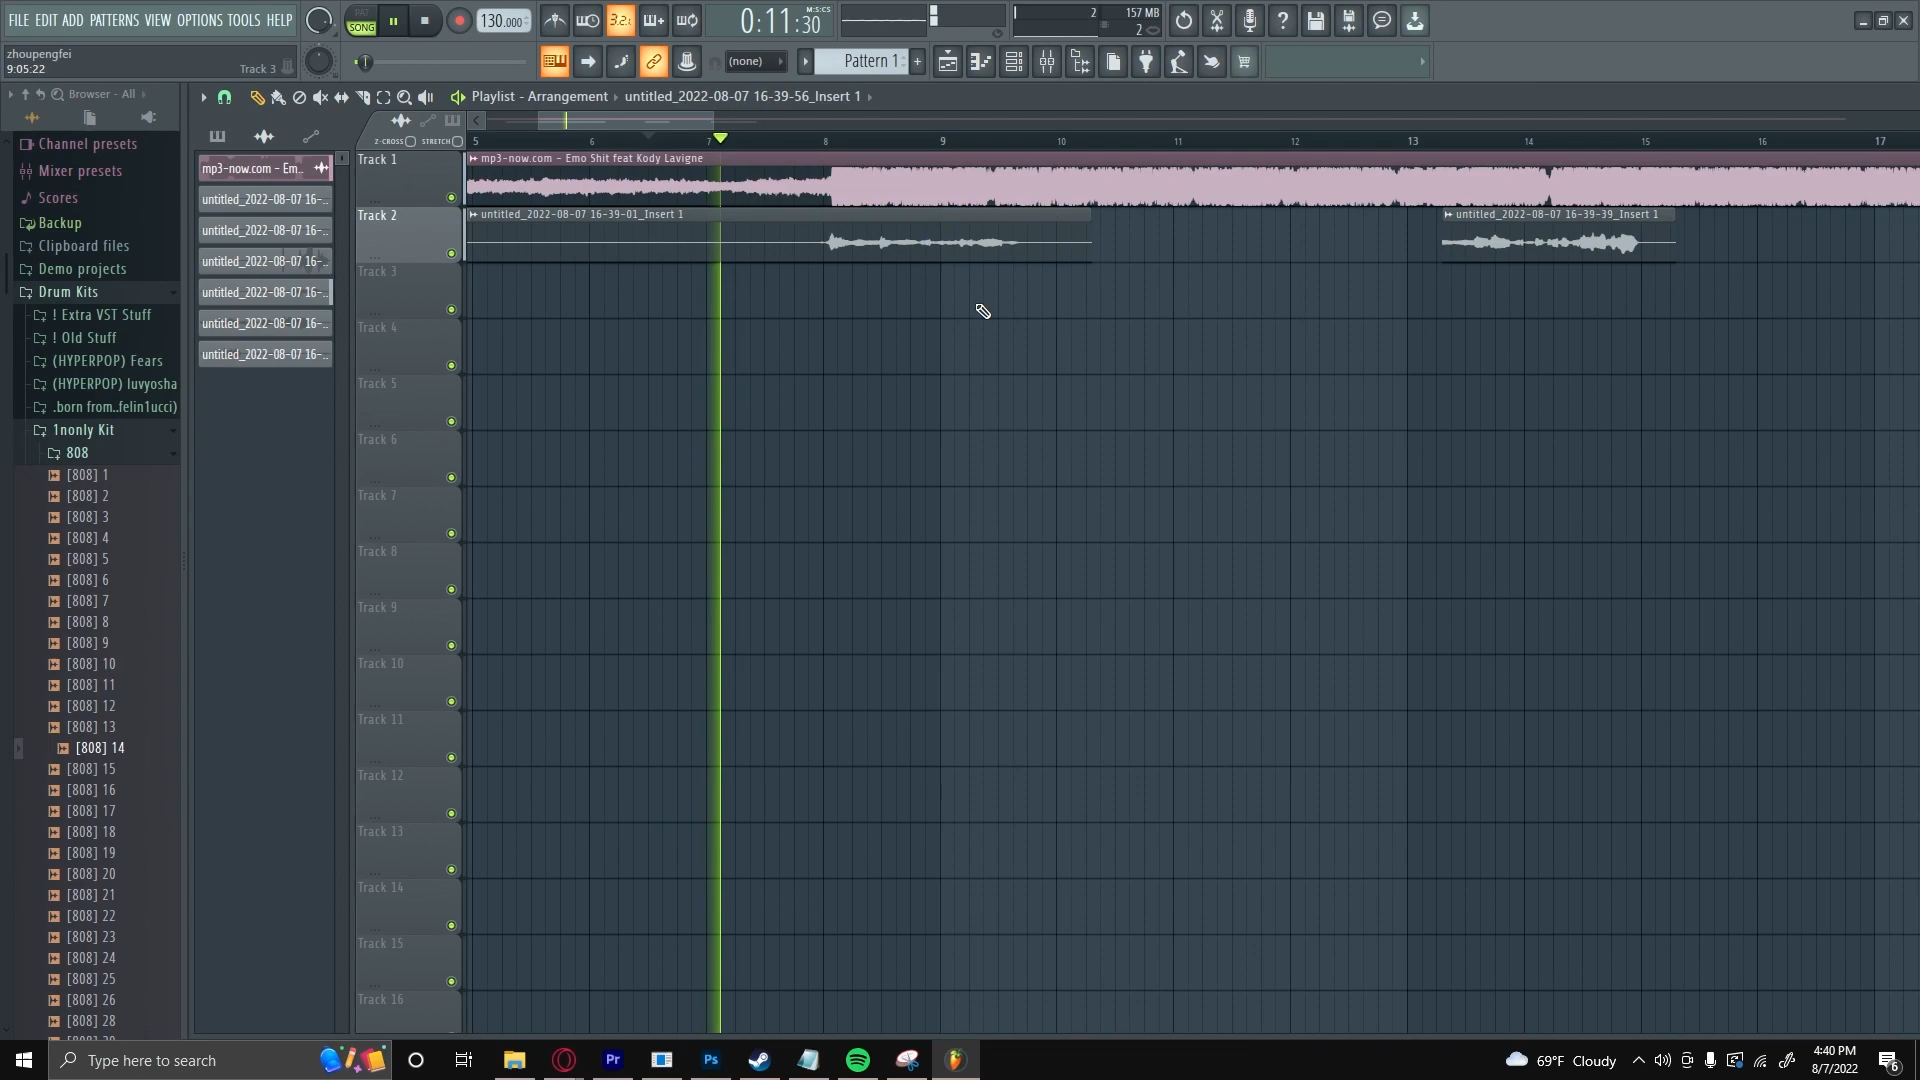 FILE EDIT ADD PATTERNS VIEW OPTIONS TOOLS HELP
PAT
SONG
130.000
3.2.
0:11:30
M:S:CS
2
157 MB
2
zhoupengfei
9:05:22
Track 3
(none)
Pattern 1
+
Browser - All
Playlist - Arrangement
untitled_2022-08-07 16-39-56_Insert 1
Z-CROSS
STRETCH
5
6
7
8
9
10
11
12
13
14
15
16
17
Channel presets
Mixer presets
Scores
Backup
Clipboard files
Demo projects
Drum Kits
! Extra VST Stuff
! Old Stuff
(HYPERPOP) Fears
(HYPERPOP) luvyosha
.born from..felin1ucci)
1nonly Kit
808
[808] 1
[808] 2
[808] 3
[808] 4
[808] 5
[808] 6
[808] 7
[808] 8
[808] 9
[808] 10
[808] 11
[808] 12
[808] 13
[808] 14
[808] 15
[808] 16
[808] 17
[808] 18
[808] 19
[808] 20
[808] 21
[808] 22
[808] 23
[808] 24
[808] 25
[808] 26
[808] 28
mp3-now.com - Em..
untitled_2022-08-07 16-..
untitled_2022-08-07 16-..
untitled_2022-08-07 16-..
untitled_2022-08-07 16-..
untitled_2022-08-07 16-..
untitled_2022-08-07 16-..
Track 1
mp3-now.com - Emo Shit feat Kody Lavigne
Track 2
untitled_2022-08-07 16-39-01_Insert 1
untitled_2022-08-07 16-39-39_Insert 1
Track 3
Track 4
Track 5
Track 6
Track 7
Track 8
Track 9
Track 10
Track 11
Track 12
Track 13
Track 14
Track 15
Track 16
Type here to search
Pr
Ps
69°F Cloudy
4:40 PM
8/7/2022
6